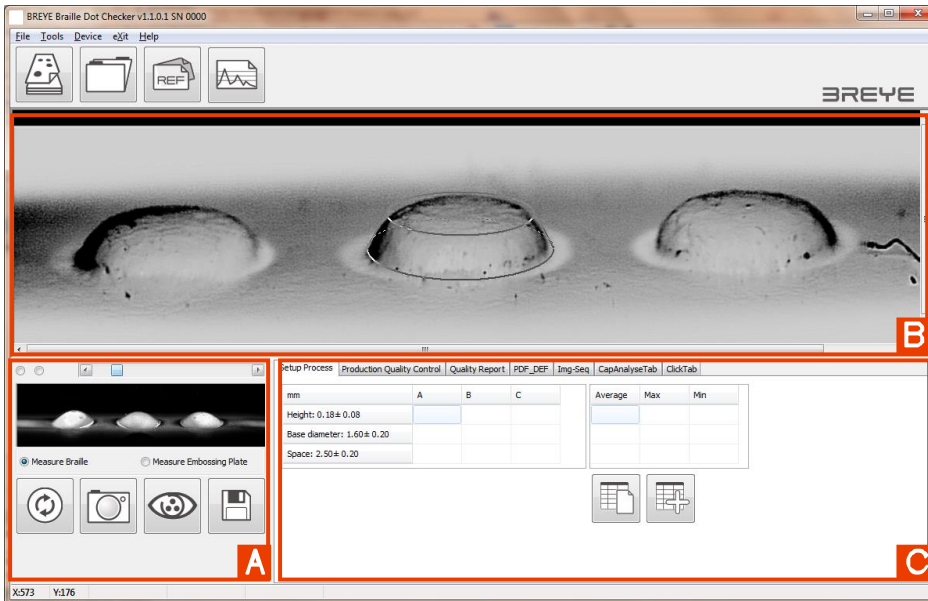 BREYE Braille Dot Checker v1.1.0.1 SN 0000
File Tools Device eXit Help
REF
BREYE
B
Setup Process Production Quality Control Quality Report PDF_DEF Img-Seq CapAnalyseTab ClickTab
mm A B C Average Max Min
Height: 0.18± 0.08
Base diameter: 1.60± 0.20
Space: 2.50± 0.20
Measure Braille Measure Embossing Plate
A
C
X:573 Y:176